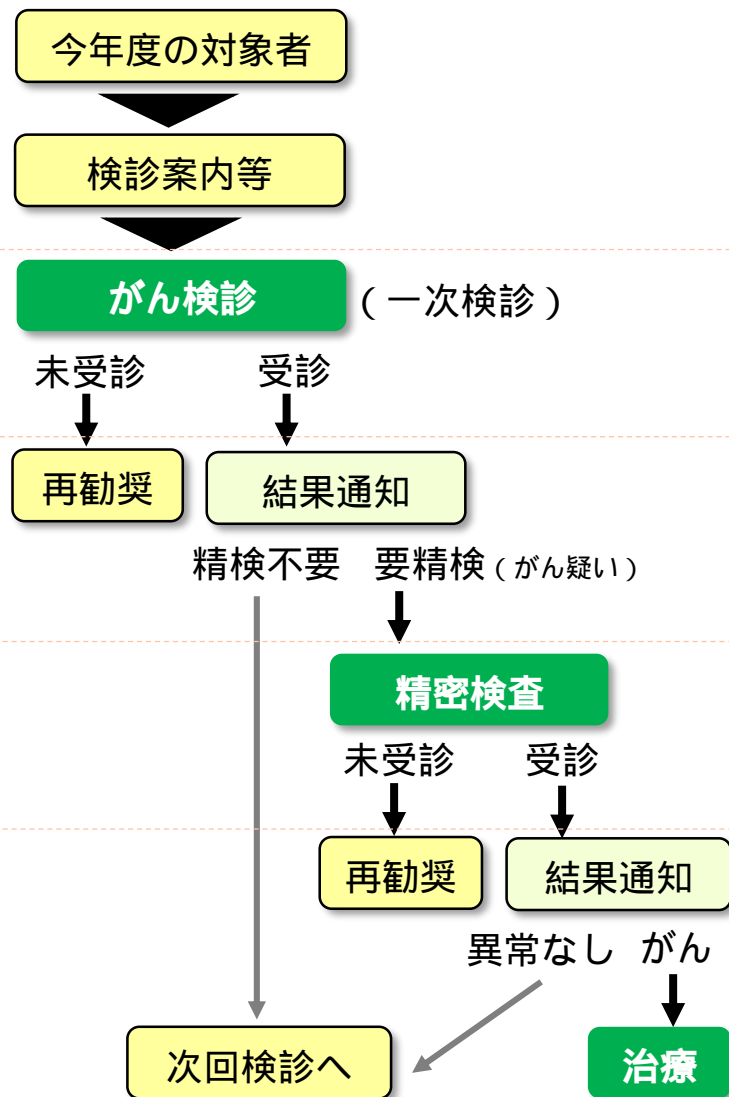 今年度の対象者
検診案内等
がん検診 (一次検診)
未受診 受診
再勧奨 結果通知
精検不要 要精検(がん疑い)
精密検査
未受診 受診
再勧奨 結果通知
異常なし がん
次回検診へ 治療